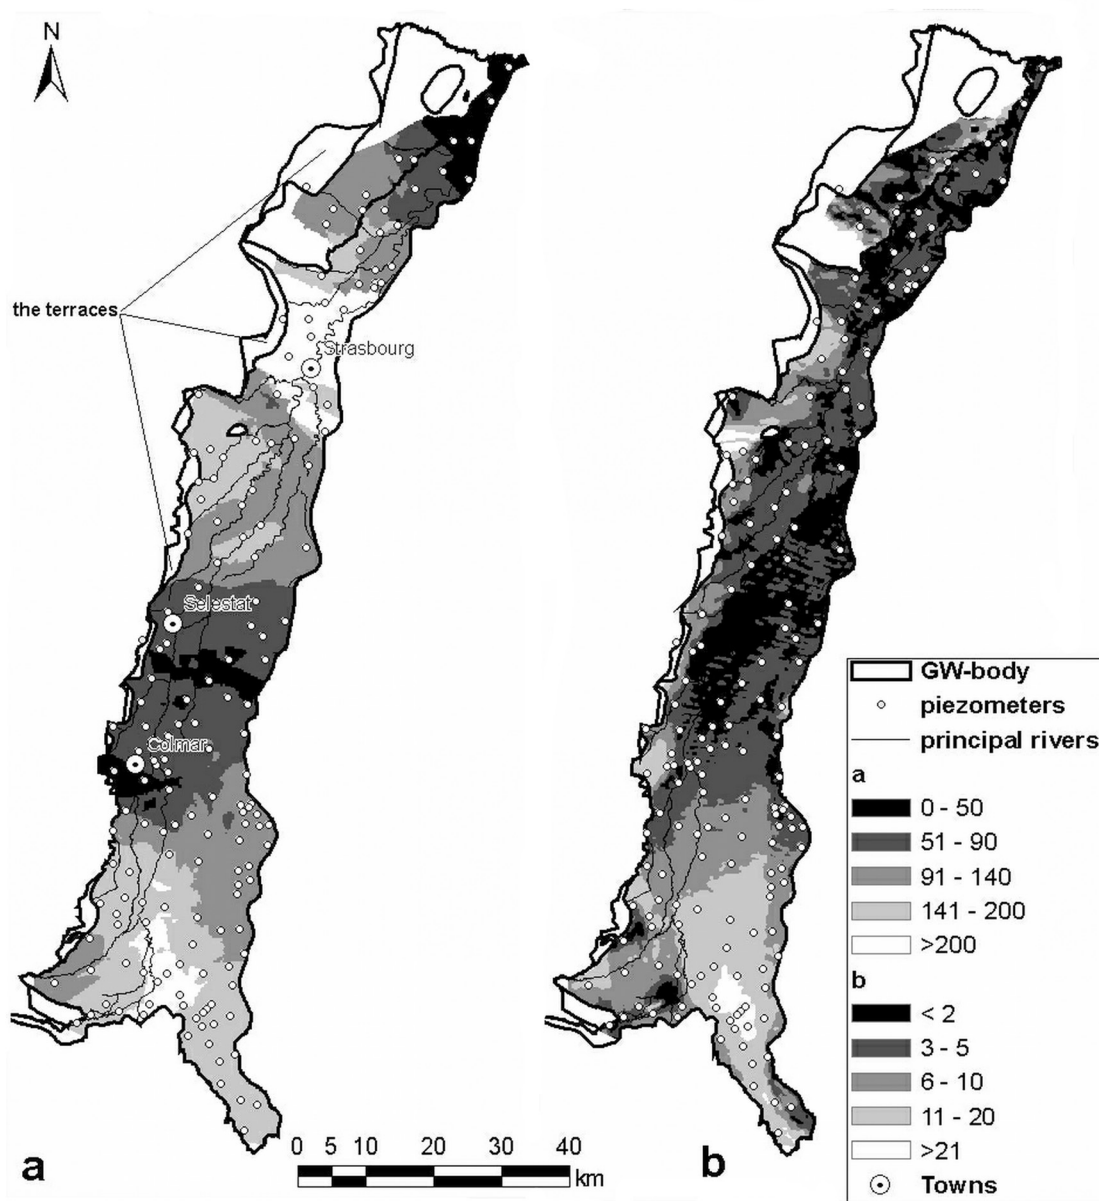 N
the terraces
Strasbourg
Selestat
Colmar
GW-body
piezometers
principal rivers
a
0 - 50
51 - 90
91 - 140
141 - 200
>200
b
< 2
3 - 5
6 - 10
11 - 20
>21
Towns
a
0 5 10 20 30 40
km
b